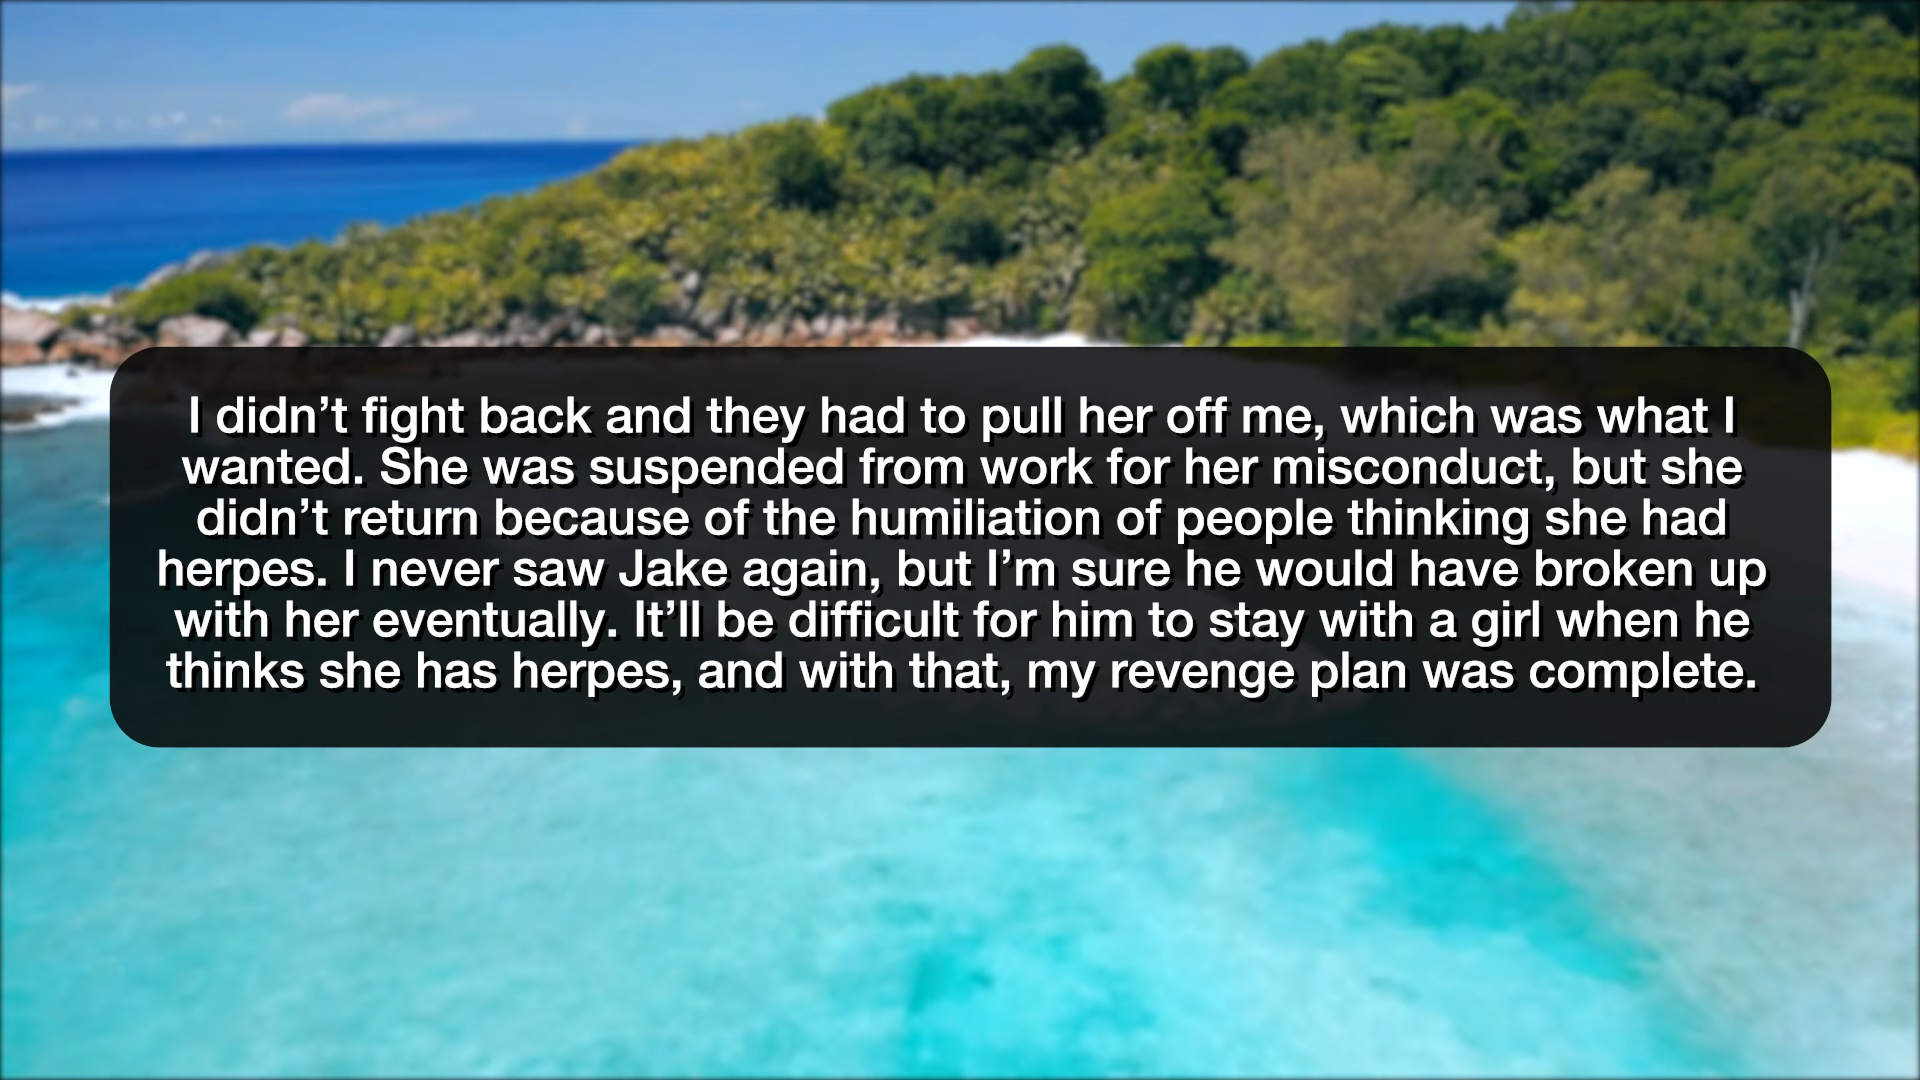 I didn’t fight back and they had to pull her off me, which was what I
wanted. She was suspended from work for her misconduct, but she
didn’t return because of the humiliation of people thinking she had
herpes. I never saw Jake again, but I’m sure he would have broken up
with her eventually. It’ll be difficult for him to stay with a girl when he
thinks she has herpes, and with that, my revenge plan was complete.